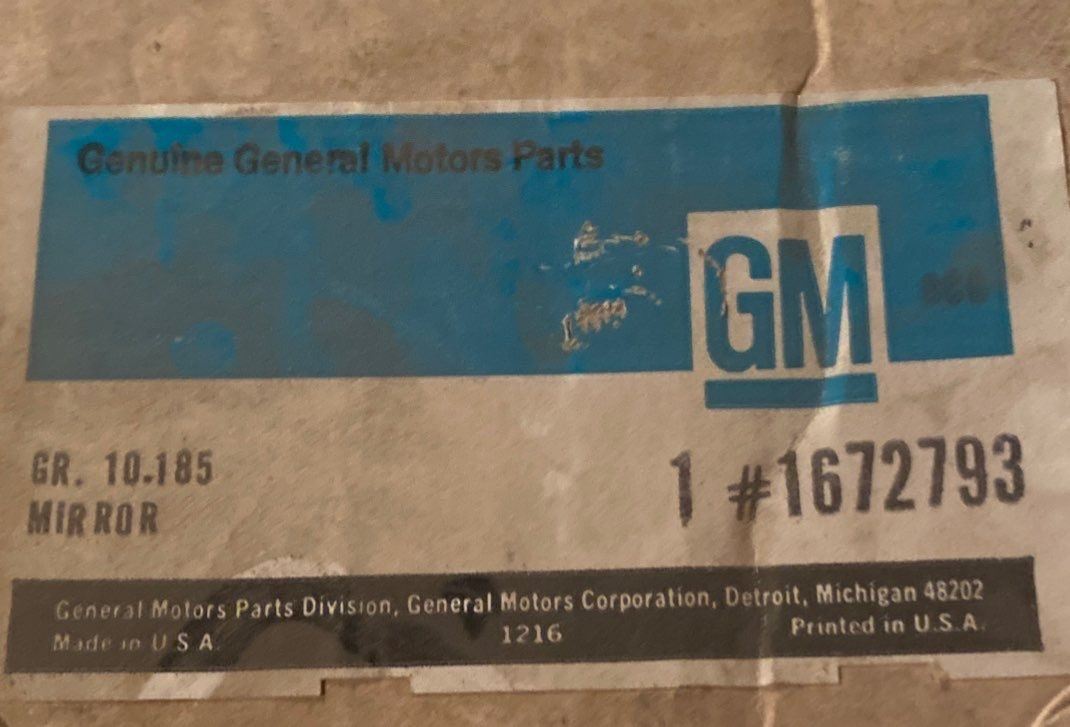 Genuine General Motors Parts
GM
GR. 10.185
MIRROR
1 #1672793
General Motors Parts Division, General Motors Corporation, Detroit, Michigan 48202
Made in U S A.
1216
Printed in U.S.A.